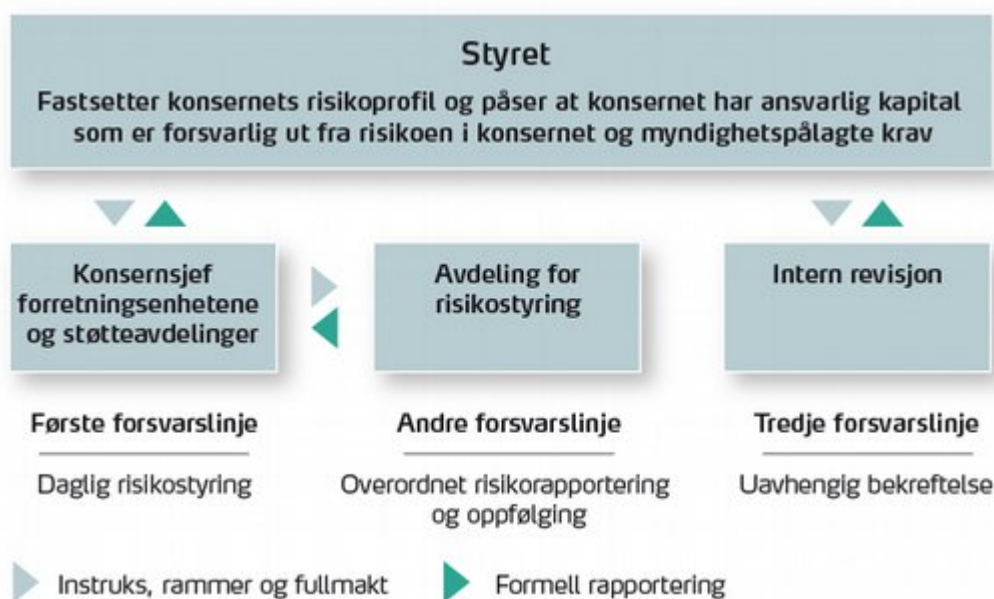 Styret
Fastsetter konsernets risikoprofil og påser at konsernet har ansvarlig kapital
som er forsvarlig ut fra risikoen i konsernet og myndighetspålagte krav
Konsernsjef
forretningsenhetene
og støtteavdelinger
Avdeling for
risikostyring
Intern revisjon
Første forsvarslinje
Daglig risikostyring
Andre forsvarslinje
Overordnet risikorapportering
og oppfølging
Tredje forsvarslinje
Uavhengig bekreftelse
Instruks, rammer og fullmakt
Formell rapportering